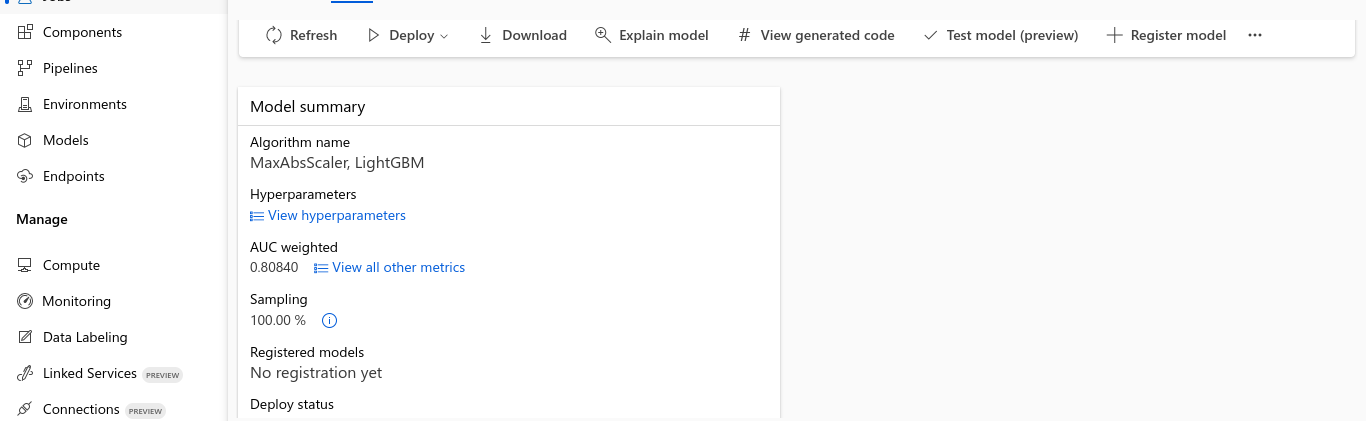 Components
Pipelines
Environments
Models
Endpoints
Manage
Compute
Monitoring
Data Labeling
Linked Services PREVIEW
Connections PREVIEW
Refresh Deploy Download Explain model # View generated code Test model (preview) Register model ...
Model summary
Algorithm name
MaxAbsScaler, LightGBM
Hyperparameters
View hyperparameters
AUC weighted
0.80840 View all other metrics
Sampling
100.00 %
Registered models
No registration yet
Deploy status